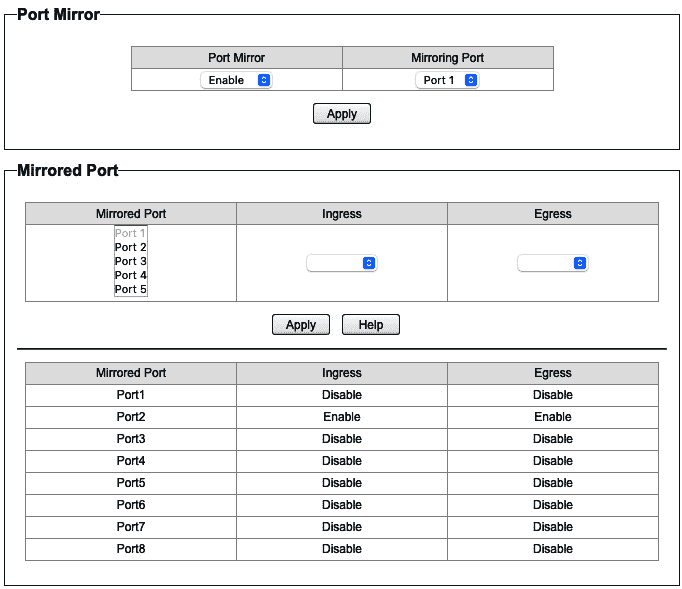 Port Mirror
Port Mirror Mirroring Port
Enable Port 1
Apply
Mirrored Port
Mirrored Port Ingress Egress
Port 1
Port 2
Port 3
Port 4
Port 5
Apply Help
Mirrored Port Ingress Egress
Port1 Disable Disable
Port2 Enable Enable
Port3 Disable Disable
Port4 Disable Disable
Port5 Disable Disable
Port6 Disable Disable
Port7 Disable Disable
Port8 Disable Disable